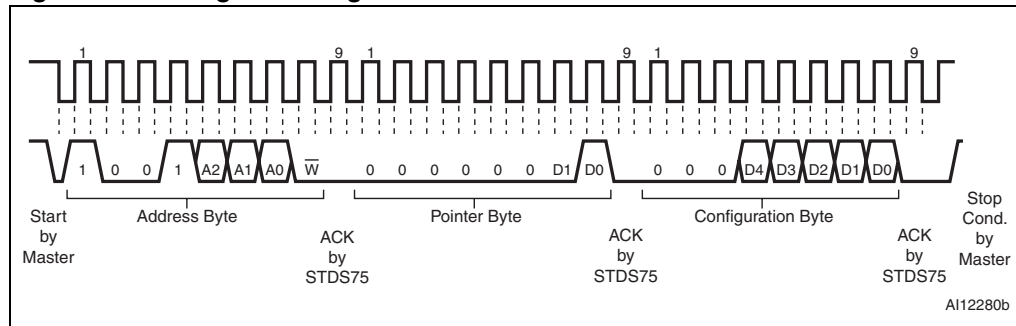 1 9 1 9 1 9
1 0 0 1 A2 A1 A0 W 0 0 0 0 0 0 D1 D0 0 0 0 D4 D3 D2 D1 D0
Address Byte Pointer Byte Configuration Byte
Start
by
Master
ACK
by
STDS75
ACK
by
STDS75
ACK
by
STDS75
Stop
Cond.
by
Master
AI12280b